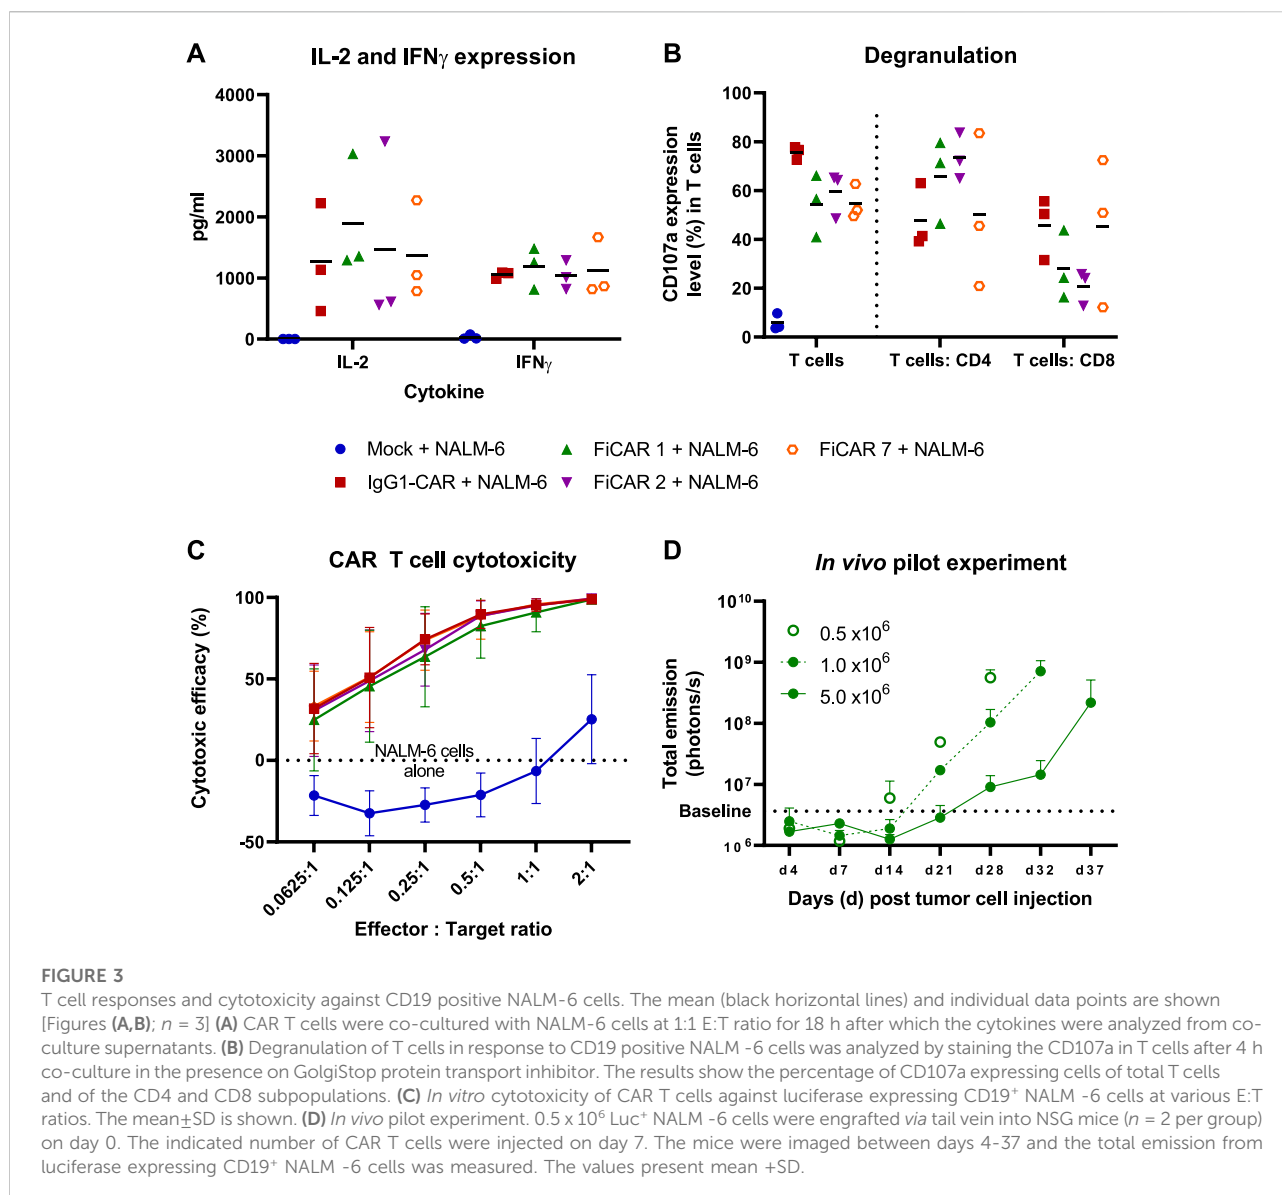 A
IL-2 and IFNγ expression
4000
3000
2000
1000
0
pg/ml
IL-2
IFNγ
Cytokine
B
Degranulation
100
80
60
40
20
0
CD107a expression
level (%) in T cells
T cells
T cells: CD4
T cells: CD8
Mock + NALM-6
FiCAR 1 + NALM-6
FiCAR 7 + NALM-6
IgG1-CAR + NALM-6
FiCAR 2 + NALM-6
C
CAR T cell cytotoxicity
100
50
0
-50
Cytotoxic efficacy (%)
NALM-6 cells
alone
0.0625:1
0.125:1
0.25:1
0.5:1
1:1
2:1
Effector : Target ratio
D
In vivo pilot experiment
10¹⁰
10⁹
10⁸
10⁷
Baseline
10⁶
Total emission
(photons/s)
0.5 x10⁶
1.0 x10⁶
5.0 x10⁶
d 4
d 7
d 14
d 21
d 28
d 32
d 37
Days (d) post tumor cell injection
FIGURE 3
T cell responses and cytotoxicity against CD19 positive NALM-6 cells. The mean (black horizontal lines) and individual data points are shown
[Figures (A,B); n = 3] (A) CAR T cells were co-cultured with NALM-6 cells at 1:1 E:T ratio for 18 h after which the cytokines were analyzed from co-
culture supernatants. (B) Degranulation of T cells in response to CD19 positive NALM -6 cells was analyzed by staining the CD107a in T cells after 4 h
co-culture in the presence on GolgiStop protein transport inhibitor. The results show the percentage of CD107a expressing cells of total T cells
and of the CD4 and CD8 subpopulations. (C) In vitro cytotoxicity of CAR T cells against luciferase expressing CD19⁺ NALM -6 cells at various E:T
ratios. The mean±SD is shown. (D) In vivo pilot experiment. 0.5 x 10⁶ Luc⁺ NALM -6 cells were engrafted via tail vein into NSG mice (n = 2 per group)
on day 0. The indicated number of CAR T cells were injected on day 7. The mice were imaged between days 4-37 and the total emission from
luciferase expressing CD19⁺ NALM -6 cells was measured. The values present mean +SD.